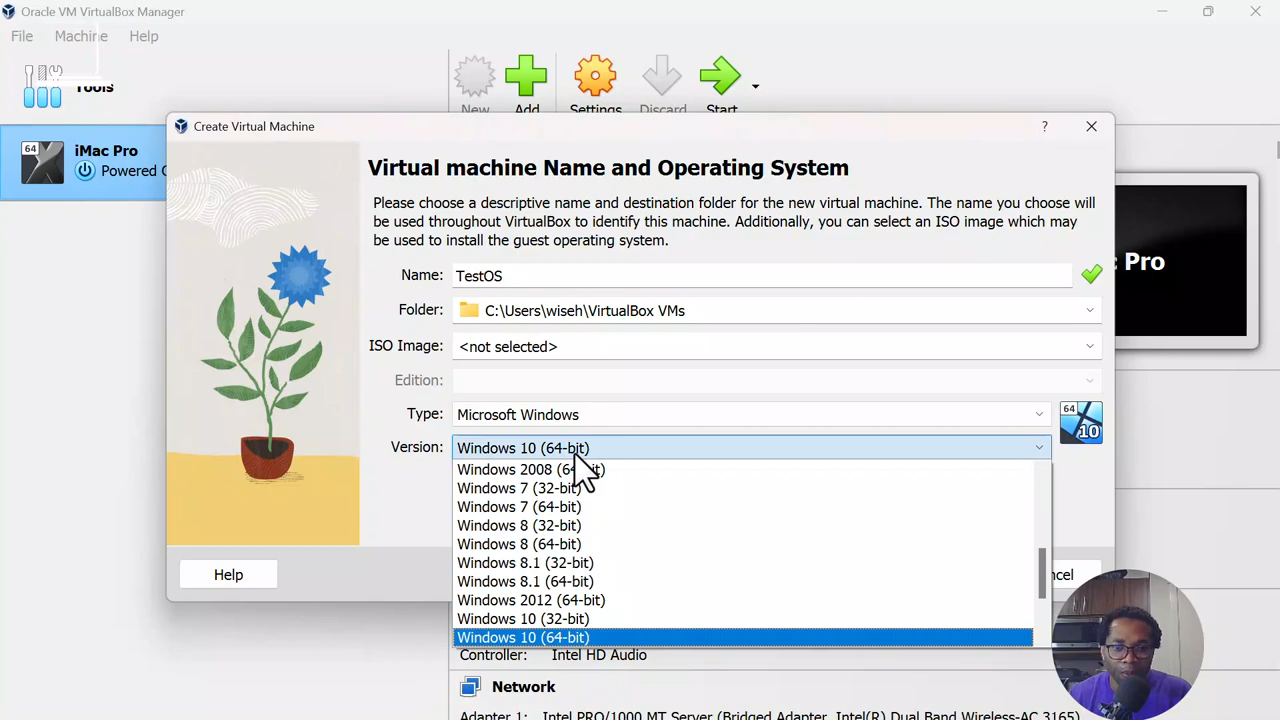 Oracle VM VirtualBox Manager
File Machine Help
Tools
New Add Settings Discard Start
64
iMac Pro
Powered
Create Virtual Machine
?
Virtual machine Name and Operating System
Please choose a descriptive name and destination folder for the new virtual machine. The name you choose will
be used throughout VirtualBox to identify this machine. Additionally, you can select an ISO image which may
be used to install the guest operating system.
Name: TestOS
Folder: C:\Users\wiseh\VirtualBox VMs
ISO Image: <not selected>
Edition:
Type: Microsoft Windows
64
10
Version: Windows 10 (64-bit)
Windows 2008 (64-bit)
Windows 7 (32-bit)
Windows 7 (64-bit)
Windows 8 (32-bit)
Windows 8 (64-bit)
Windows 8.1 (32-bit)
Windows 8.1 (64-bit)
Windows 2012 (64-bit)
Windows 10 (32-bit)
Windows 10 (64-bit)
Help
ncel
Pro
Controller: Intel HD Audio
Network
Adapter 1: Intel PRO/1000 MT Server (Bridged Adapter, Intel(R) Dual Band Wireless-AC 3165)